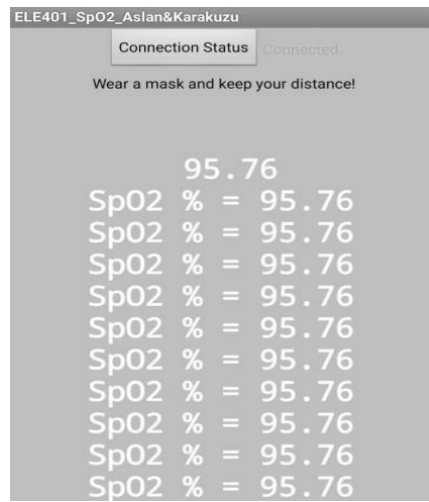 ELE401_SpO2_Aslan&Karakuzu
Connection Status Connected
Wear a mask and keep your distance!
95.76
SpO2 % = 95.76
SpO2 % = 95.76
SpO2 % = 95.76
SpO2 % = 95.76
SpO2 % = 95.76
SpO2 % = 95.76
SpO2 % = 95.76
SpO2 % = 95.76
SpO2 % = 95.76
SpO2 % = 95.76